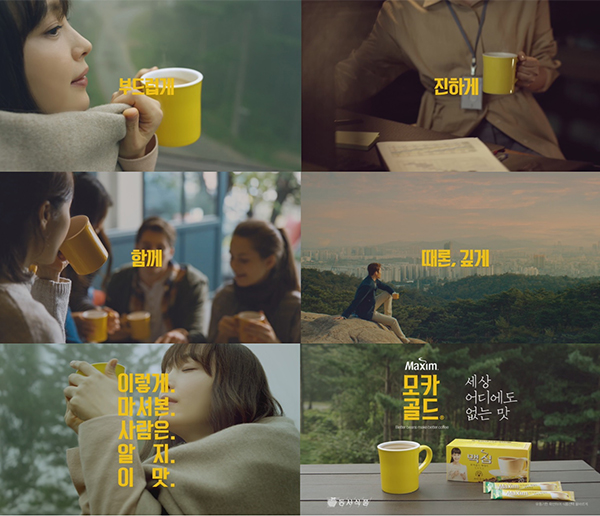 부드럽게
진하게
함께
때론, 깊게
이렇게.
마셔본.
사람은.
알 지.
이 맛.
Maxim
모카
골드.
세상
어디에도
없는 맛
맥심
동서식품